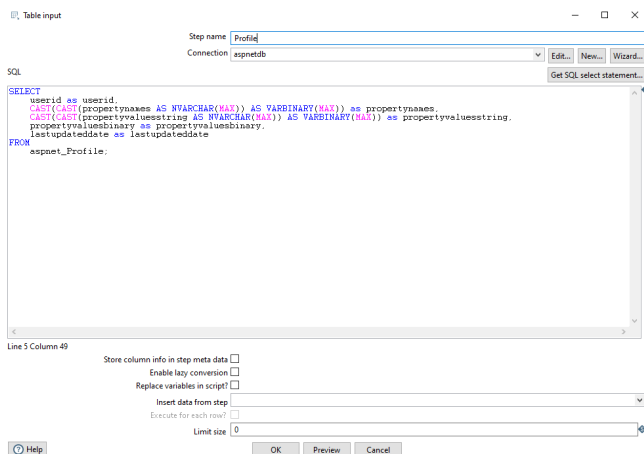 Table input
Step name Profile
Connection aspnetdb Edit... New... Wizard...
SQL Get SQL select statement...
SELECT
userid as userid,
CAST(CAST(propertynames AS NVARCHAR(MAX)) AS VARBINARY(MAX)) as propertynames,
CAST(CAST(propertyvaluesstring AS NVARCHAR(MAX)) AS VARBINARY(MAX)) as propertyvaluesstring,
propertyvaluesbinary as propertyvaluesbinary,
lastupdateddate as lastupdateddate
FROM
aspnet_Profile;
Line 5 Column 49
Store column info in step meta data
Enable lazy conversion
Replace variables in script?
Insert data from step
Execute for each row?
Limit size 0
Help OK Preview Cancel